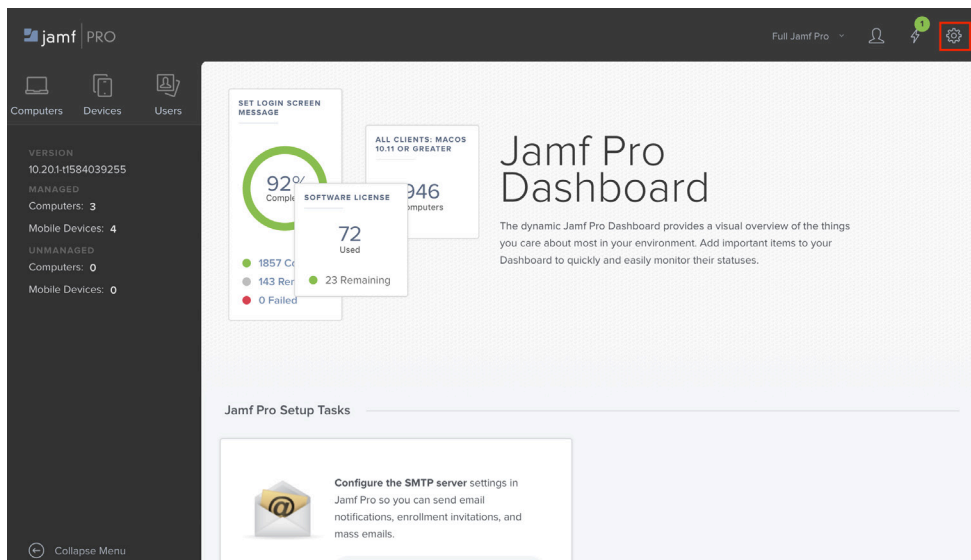 jamf PRO
Full Jamf Pro
1
Computers
Devices
Users
VERSION
10.20.1-t1584039255
MANAGED
Computers: 3
Mobile Devices: 4
UNMANAGED
Computers: 0
Mobile Devices: 0
Collapse Menu
SET LOGIN SCREEN
MESSAGE
92%
1857
143
0 Failed
ALL CLIENTS: MACOS
10.11 OR GREATER
946
SOFTWARE LICENSE
72
Used
23 Remaining
Jamf Pro
Dashboard
The dynamic Jamf Pro Dashboard provides a visual overview of the things
you care about most in your environment. Add important items to your
Dashboard to quickly and easily monitor their statuses.
Jamf Pro Setup Tasks
@
Configure the SMTP server settings in
Jamf Pro so you can send email
notifications, enrollment invitations, and
mass emails.